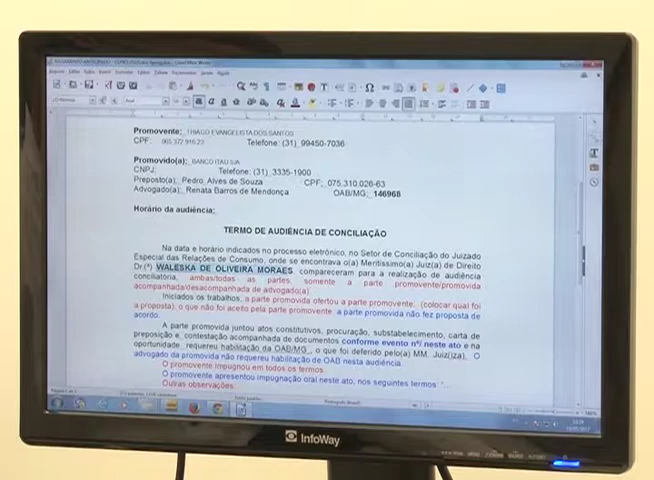 Promovente: THIAGO EVANGELISTA DOS SANTOS
CPF: Telefone: (31) 99450-7036
Promovido(a): BANCO ITAU S/A
CNPJ: Telefone: (31) 3335-1900
Preposto(a): Pedro Alves de Souza CPF: 075.310.026-63
Advogado(a): Renata Barros de Mendonça OAB/MG: 146968
Horário da audiência:
TERMO DE AUDIÊNCIA DE CONCILIAÇÃO
Na data e horário indicados no processo eletrônico, no Setor de Conciliação do Juizado
Especial das Relações de Consumo, onde se encontrava o(a) Meritíssimo(a) Juiz(a) de Direito
Dr.(ª) WALESKA DE OLIVEIRA MORAES, compareceram para a realização de audiência
conciliatória, ambas/todas as partes, somente a parte promovente/promovida
acompanhada/desacompanhada de advogado(a).
Iniciados os trabalhos, a parte promovida ofertou a parte promovente: (colocar qual foi
a proposta), o que não foi aceito pela parte promovente. a parte promovida não fez proposta de
acordo.
A parte promovida juntou atos constitutivos, procuração, substabelecimento, carta de
preposição e contestação acompanhada de documentos conforme evento nº/ neste ato e na
oportunidade requereu habilitação da OAB/MG , o que foi deferido pelo(a) MM. Juiz(íza). O
advogado da promovida não requereu habilitação de OAB nesta audiência.
O promovente impugnou em todos os termos.
O promovente apresentou impugnação oral neste ato, nos seguintes termos: "...
Outras observações:
InfoWay